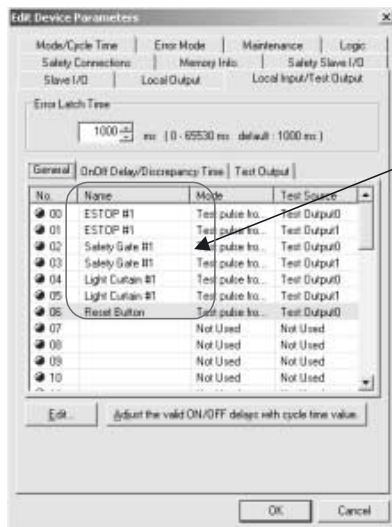 Edit Device Parameters
Mode/Cycle Time Error Mode Maintenance Logic
Safety Connections Memory Info. Safety Slave I/O
Slave I/O Local Output Local Input/Test Output
Error Latch Time
1000 ms (0 - 65530 ms default : 1000 ms)
General On/Off Delay/Discrepancy Time Test Output
No. Name Mode Test Source
00 ESTOP #1 Test pulse fro... Test Output0
01 ESTOP #1 Test pulse fro... Test Output1
02 Safety Gate #1 Test pulse fro... Test Output0
03 Safety Gate #1 Test pulse fro... Test Output1
04 Light Curtain #1 Test pulse fro... Test Output0
05 Light Curtain #1 Test pulse fro... Test Output1
06 Reset Button Test pulse fro... Test Output0
07 Not Used Not Used
08 Not Used Not Used
09 Not Used Not Used
10 Not Used Not Used
Edit... Adjust the valid ON/OFF delays with cycle time value.
OK Cancel